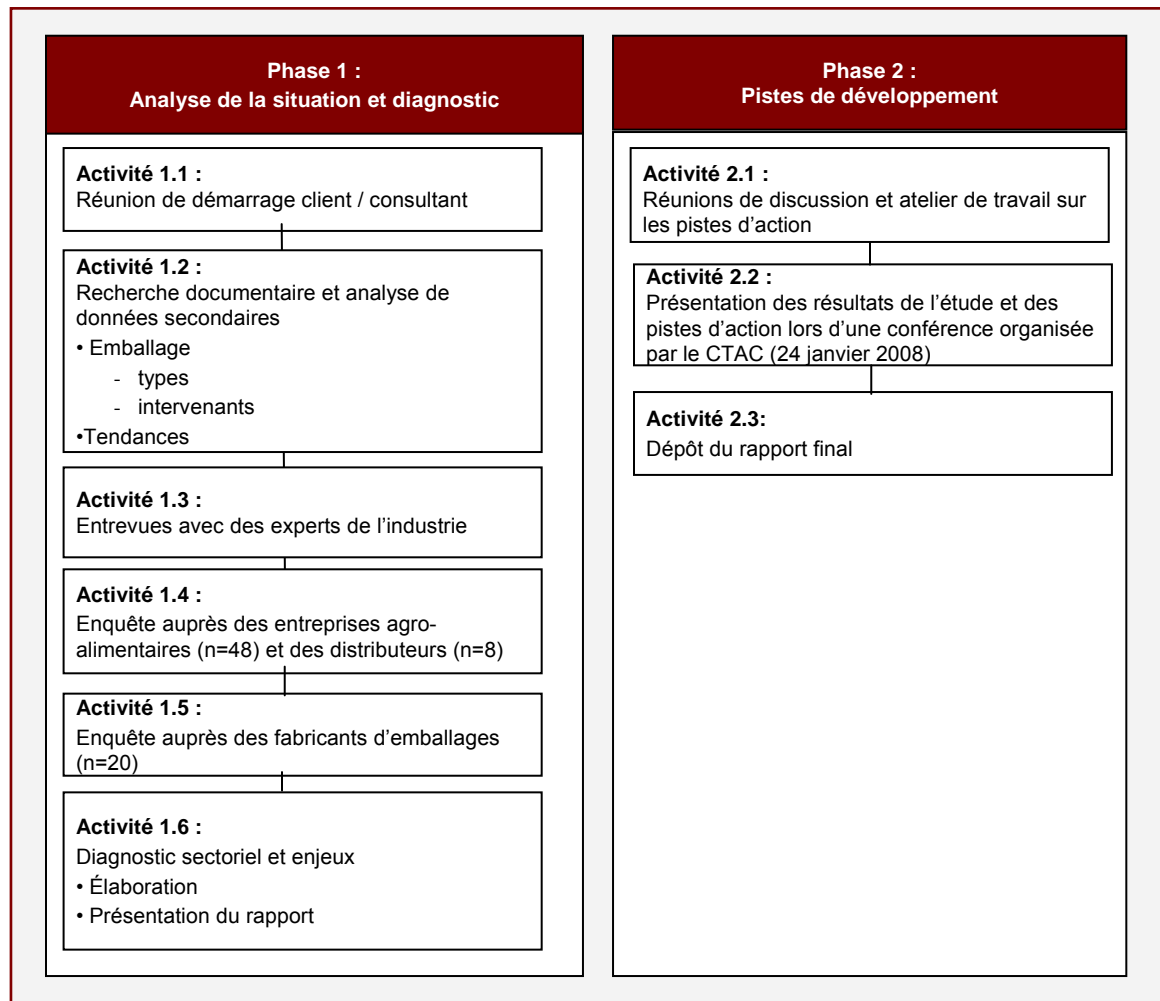 Phase 1 :
Analyse de la situation et diagnostic
Activité 1.1 :
Réunion de démarrage client / consultant
Activité 1.2 :
Recherche documentaire et analyse de
données secondaires
• Emballage
- types
- intervenants
•Tendances
Activité 1.3 :
Entrevues avec des experts de l’industrie
Activité 1.4 :
Enquête auprès des entreprises agro-
alimentaires (n=48) et des distributeurs (n=8)
Activité 1.5 :
Enquête auprès des fabricants d’emballages
(n=20)
Activité 1.6 :
Diagnostic sectoriel et enjeux
• Élaboration
• Présentation du rapport
Phase 2 :
Pistes de développement
Activité 2.1 :
Réunions de discussion et atelier de travail sur
les pistes d’action
Activité 2.2 :
Présentation des résultats de l’étude et des
pistes d’action lors d’une conférence organisée
par le CTAC (24 janvier 2008)
Activité 2.3:
Dépôt du rapport final